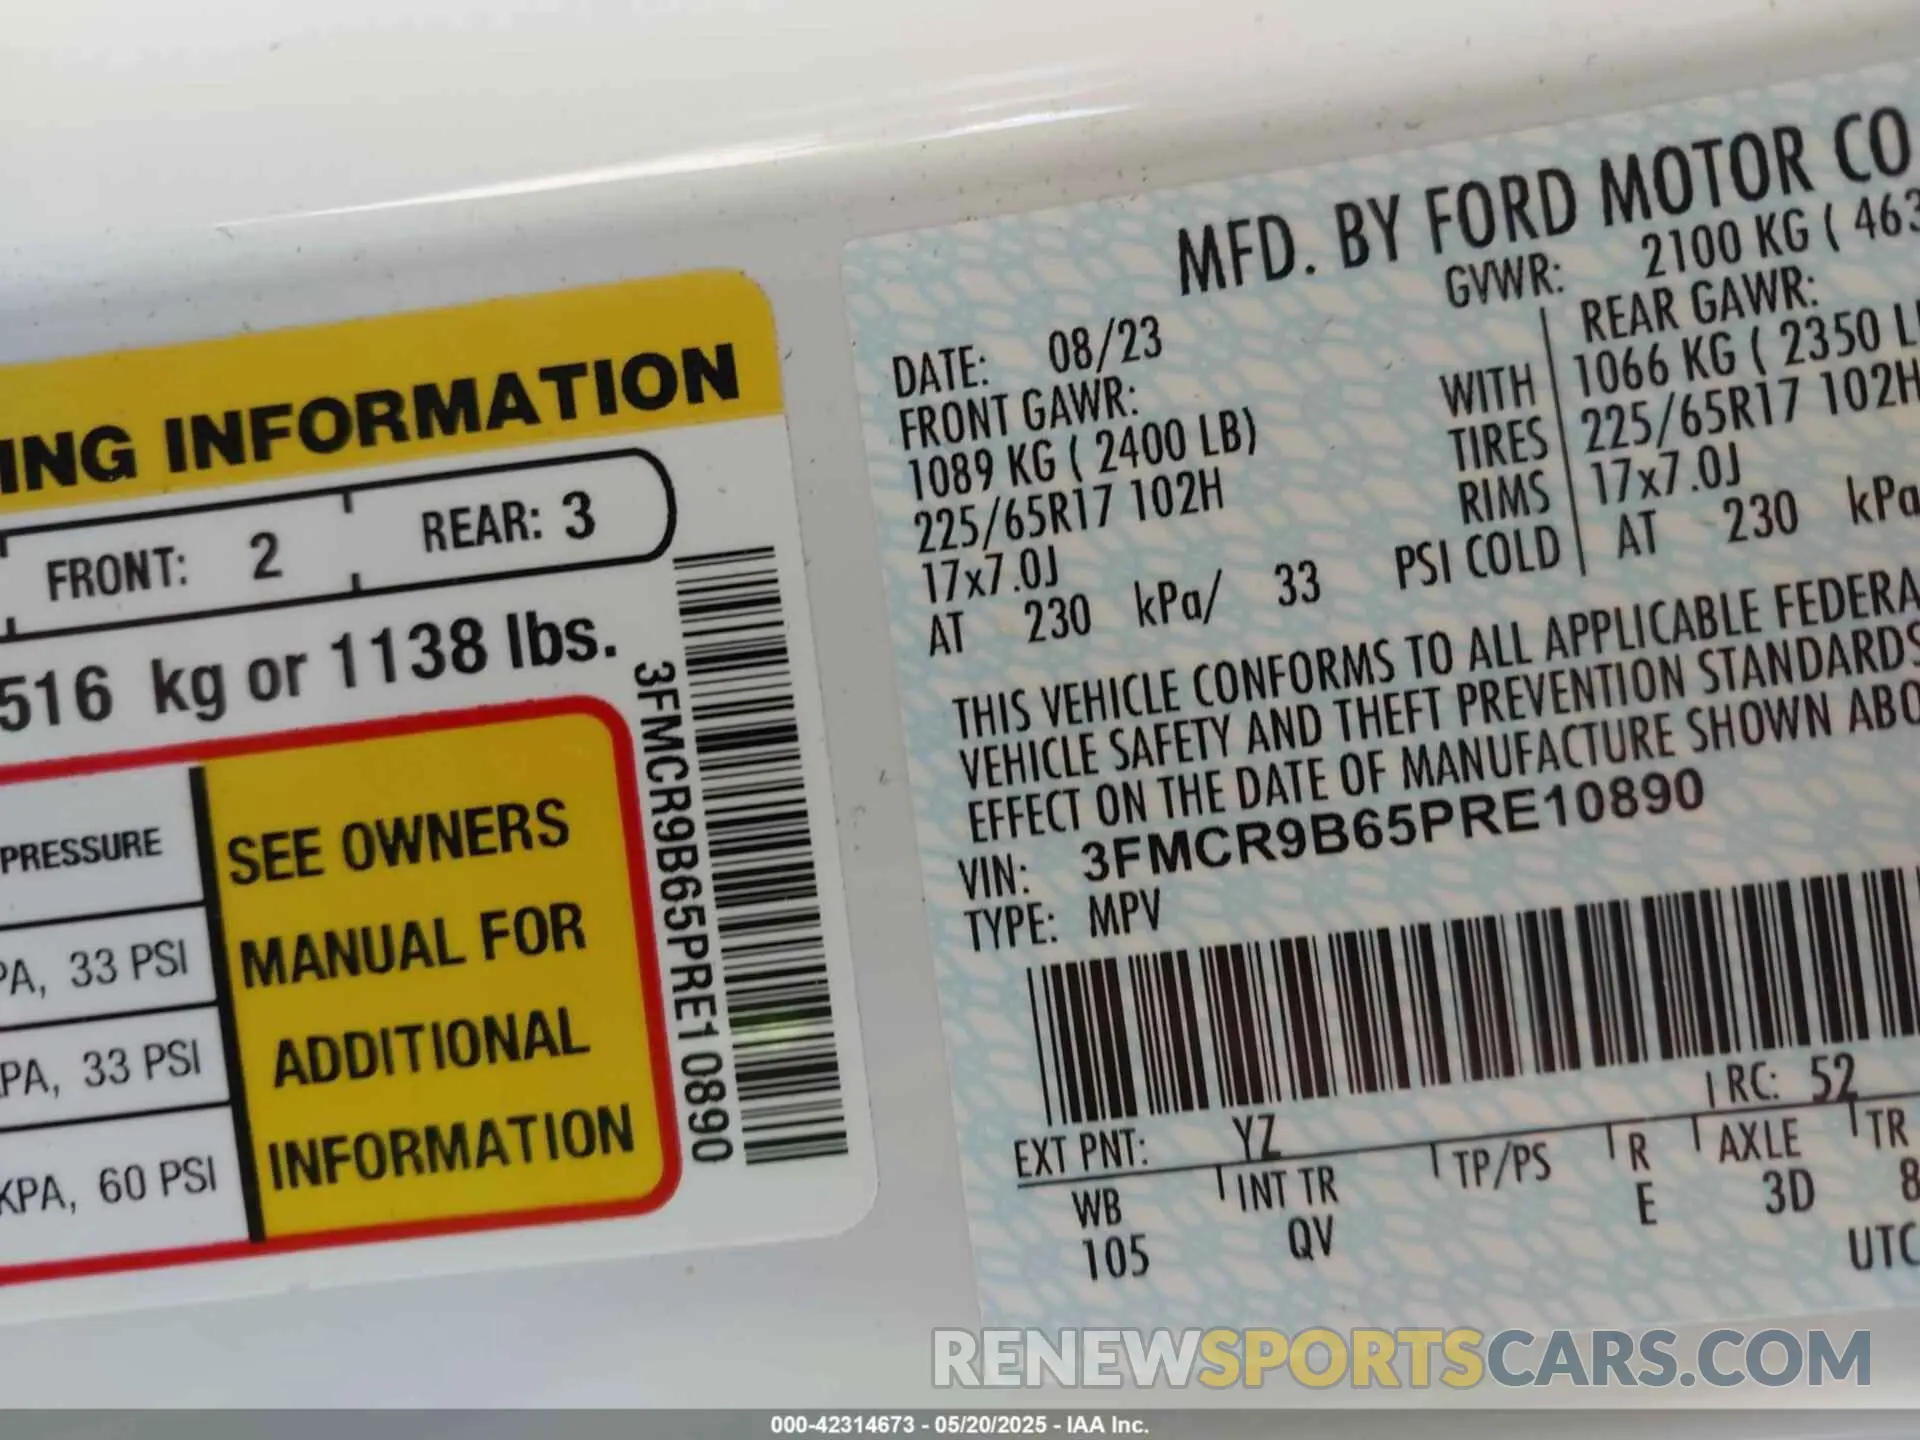 ING INFORMATION
FRONT: 2 REAR: 3
516 kg or 1138 lbs.
PRESSURE
PA, 33 PSI
PA, 33 PSI
KPA, 60 PSI
SEE OWNERS
MANUAL FOR
ADDITIONAL
INFORMATION
3FMCR9B65PRE10890
MFD. BY FORD MOTOR CO
GVWR: 2100 KG ( 463
DATE: 08/23
FRONT GAWR: REAR GAWR:
1089 KG ( 2400 LB) WITH 1066 KG ( 2350 L
225/65R17 102H TIRES 225/65R17 102H
17x7.0J RIMS 17x7.0J
AT 230 kPa/ 33 PSI COLD AT 230 kPa
THIS VEHICLE CONFORMS TO ALL APPLICABLE FEDERA
VEHICLE SAFETY AND THEFT PREVENTION STANDARDS
EFFECT ON THE DATE OF MANUFACTURE SHOWN ABO
VIN: 3FMCR9B65PRE10890
TYPE: MPV
EXT PNT: YZ RC: 52
WB INT TR TP/PS R AXLE TR
105 QV E 3D 8
UTC
RENEWSPORTSCARS.COM
000-42314673 - 05/20/2025 - IAA Inc.